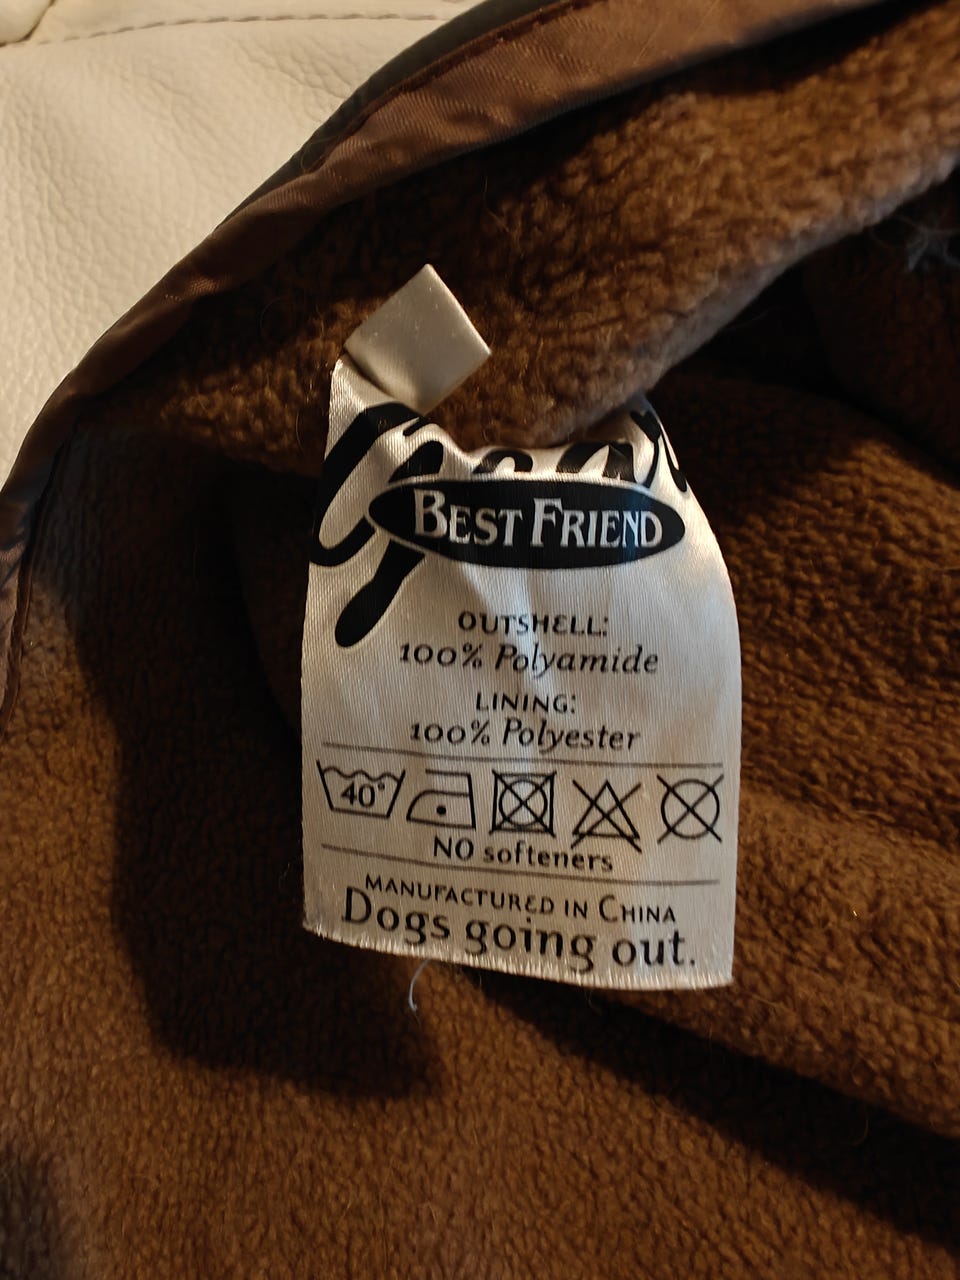 BEST FRIEND
OUTSHELL:
100% Polyamide
LINING:
100% Polyester
40°
NO softeners
MANUFACTURED IN CHINA
Dogs going out.